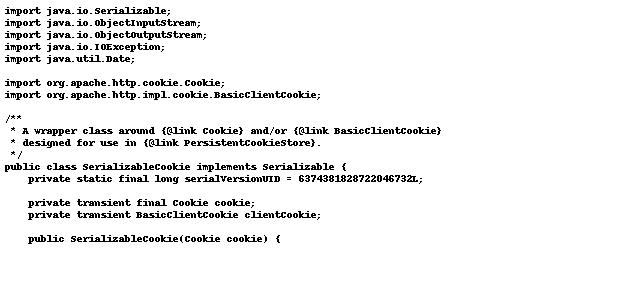 import java.io.Serializable;
import java.io.ObjectInputStream;
import java.io.ObjectOutputStream;
import java.io.IOException;
import java.util.Date;

import org.apache.http.cookie.Cookie;
import org.apache.http.impl.cookie.BasicClientCookie;

/**
 * A wrapper class around {@link Cookie} and/or {@link BasicClientCookie}
 * designed for use in {@link PersistentCookieStore}.
 */
public class SerializableCookie implements Serializable {
    private static final long serialVersionUID = 6374381828722046732L;

    private transient final Cookie cookie;
    private transient BasicClientCookie clientCookie;

    public SerializableCookie(Cookie cookie) {